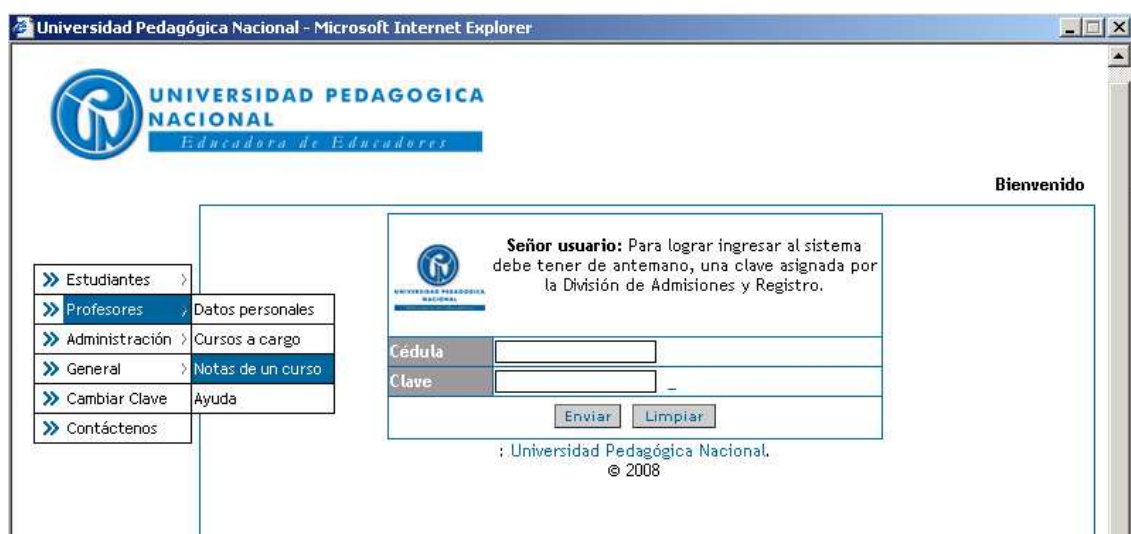 Universidad Pedagógica Nacional - Microsoft Internet Explorer
UNIVERSIDAD PEDAGOGICA
NACIONAL
Educadora de Educadores
Bienvenido
Señor usuario: Para lograr ingresar al sistema
debe tener de antemano, una clave asignada por
la División de Admisiones y Registro.
UNIVERSIDAD PEDAGOGICA
NACIONAL
Estudiantes
Profesores
Administración
General
Cambiar Clave
Contáctenos
Datos personales
Cursos a cargo
Notas de un curso
Ayuda
Cédula
Clave
_
Enviar Limpiar
: Universidad Pedagógica Nacional.
© 2008